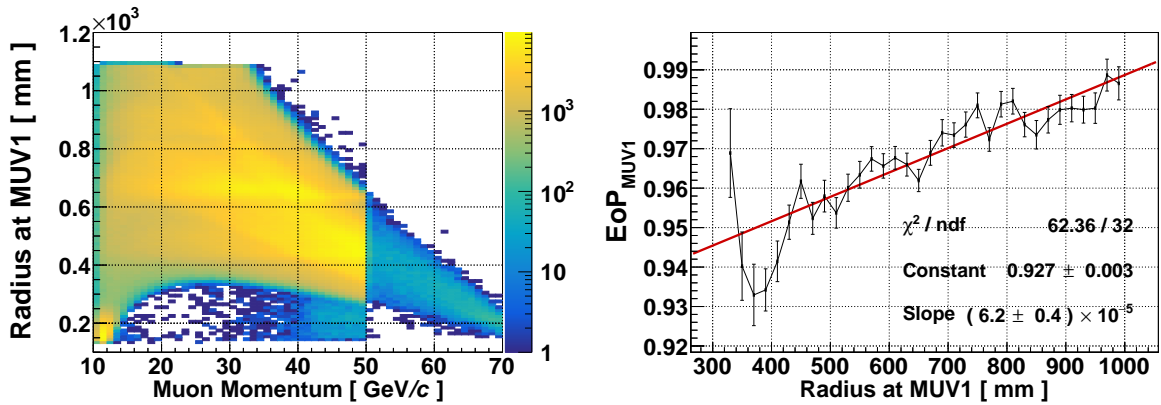 ×10³
1.2
1
0.8
0.6
0.4
0.2
Radius at MUV1 [ mm ]
10 20 30 40 50 60 70
Muon Momentum [ GeV/c ]
10³
10²
10
1
0.99
0.98
0.97
0.96
0.95
0.94
0.93
0.92
EoP_MUV1
χ² / ndf 62.36 / 32
Constant 0.927 ± 0.003
Slope ( 6.2 ± 0.4 ) × 10⁻⁵
300 400 500 600 700 800 900 1000
Radius at MUV1 [ mm ]